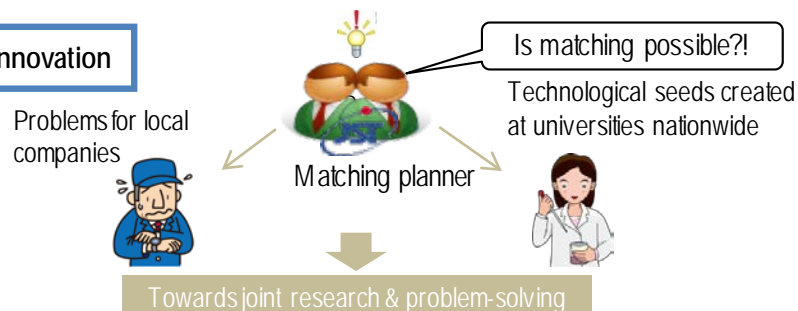 nnovation
Is matching possible?!
Problems for local
companies
Technological seeds created
at universities nationwide
JST
Matching planner
Towards joint research & problem-solving